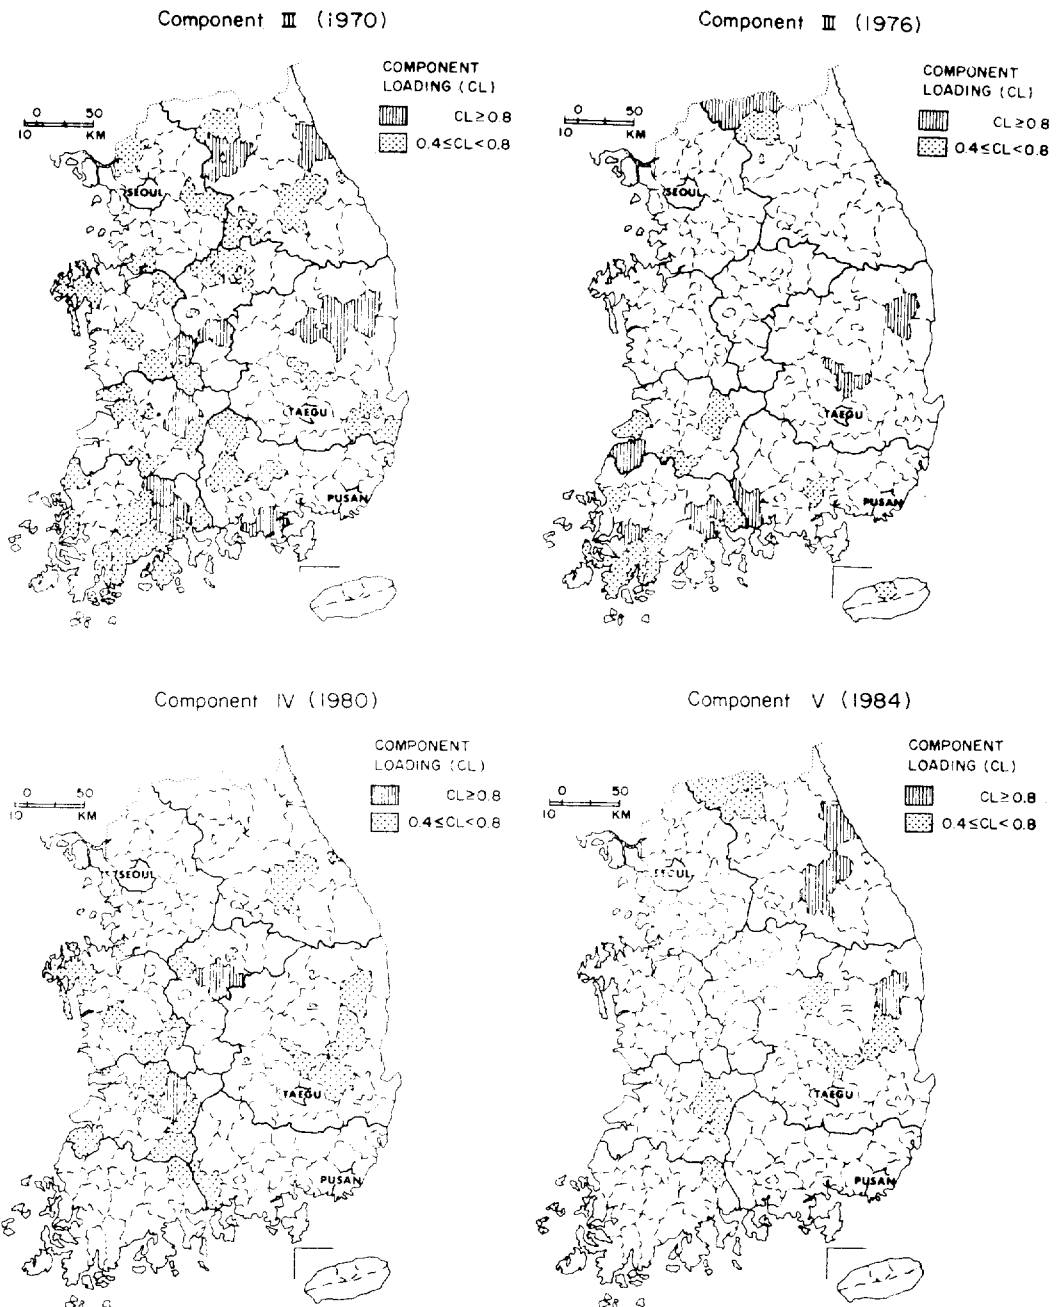 Component III (1970)
COMPONENT
LOADING (CL)
CL≥0.8
0.4≤CL<0.8
0 50
10 KM
SEOUL
TAEGU
PUSAN
Component III (1976)
COMPONENT
LOADING (CL)
CL≥0.8
0.4≤CL<0.8
0 50
10 KM
SEOUL
TAEGU
PUSAN
Component IV (1980)
COMPONENT
LOADING (CL)
CL≥0.8
0.4≤CL<0.8
0 50
10 KM
SEOUL
TAEGU
PUSAN
Component V (1984)
COMPONENT
LOADING (CL)
CL≥0.8
0.4≤CL<0.8
0 50
10 KM
SEOUL
TAEGU
PUSAN